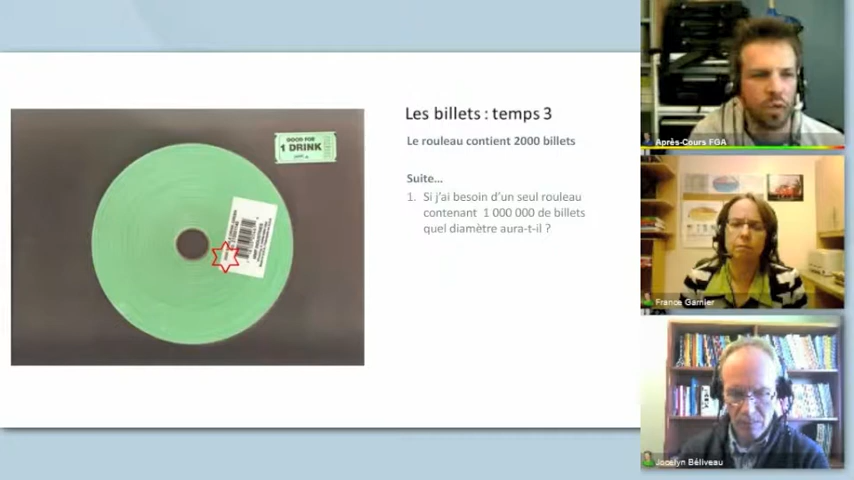 Les billets : temps 3
Le rouleau contient 2000 billets
Suite...
1. Si j'ai besoin d'un seul rouleau
contenant 1 000 000 de billets
quel diamètre aura-t-il ?
GOOD FOR
1 DRINK
Après-Cours FGA
France Garnier
Jocelyn Béliveau